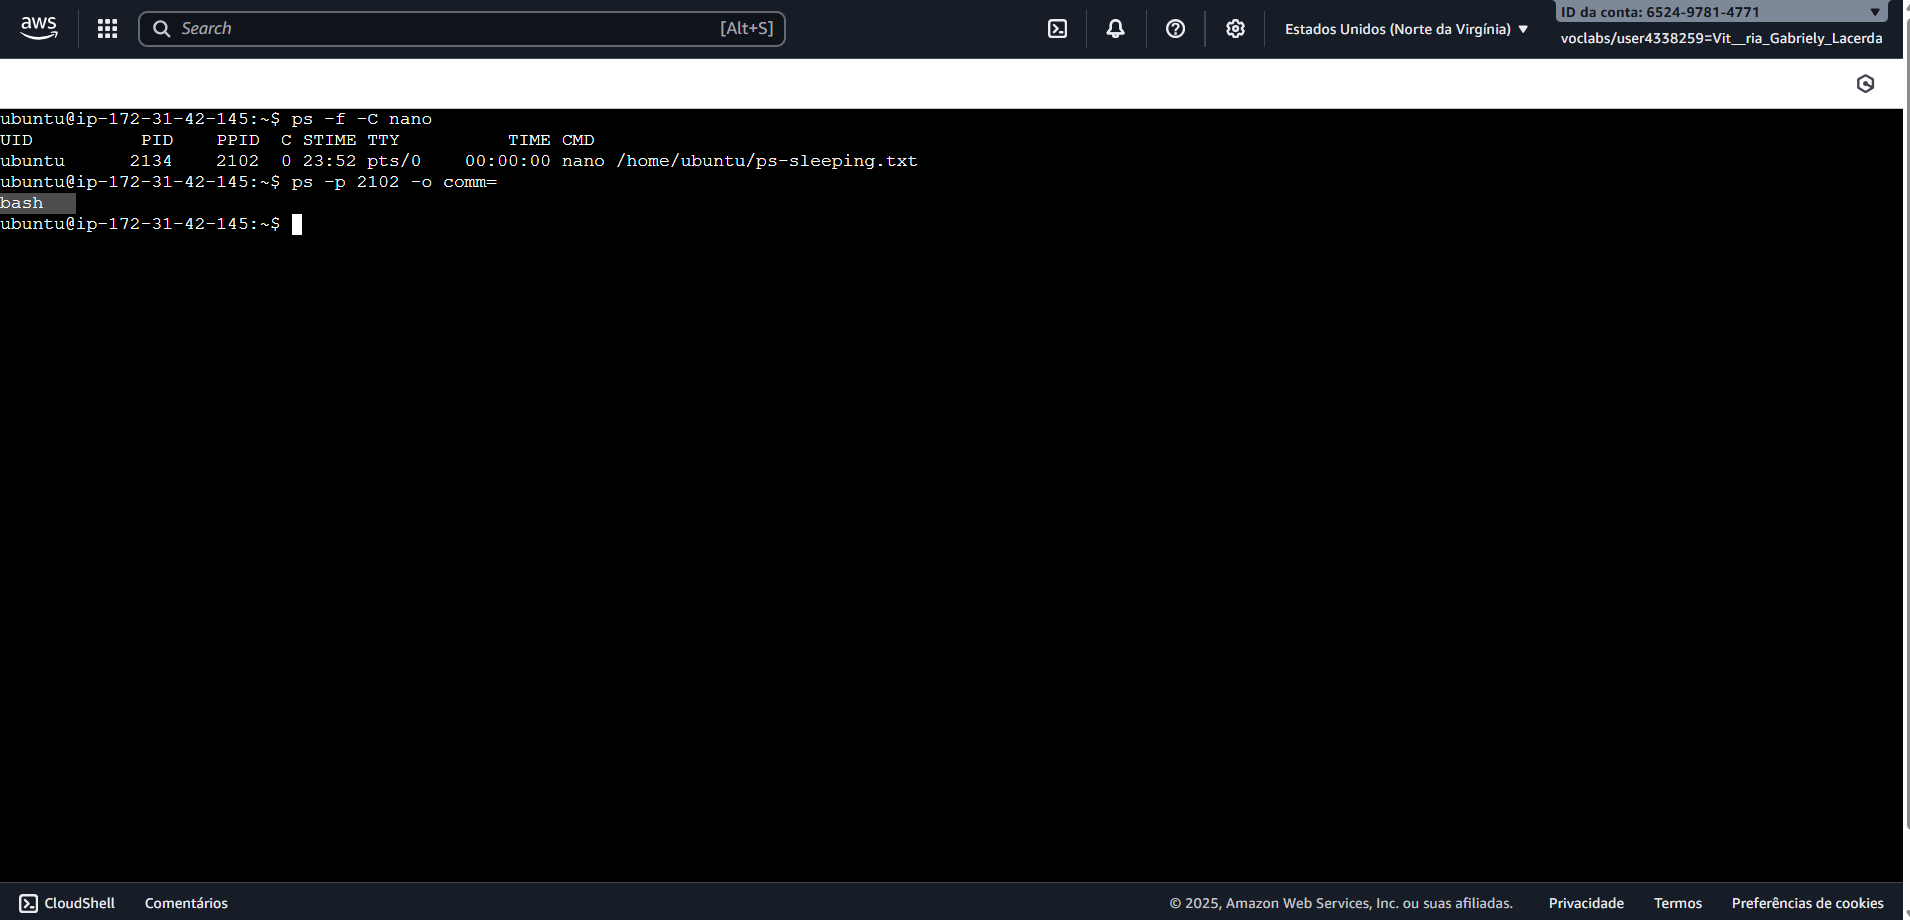 aws
Search [Alt+S]
Estados Unidos (Norte da Virgínia) ▼
ID da conta: 6524-9781-4771 ▼
voclabs/user4338259=Vit__ria_Gabriely_Lacerda
ubuntu@ip-172-31-42-145:~$ ps -f -C nano
UID          PID    PPID  C STIME TTY          TIME CMD
ubuntu      2134    2102  0 23:52 pts/0    00:00:00 nano /home/ubuntu/ps-sleeping.txt
ubuntu@ip-172-31-42-145:~$ ps -p 2102 -o comm=
bash
ubuntu@ip-172-31-42-145:~$
CloudShell Comentários © 2025, Amazon Web Services, Inc. ou suas afiliadas. Privacidade Termos Preferências de cookies